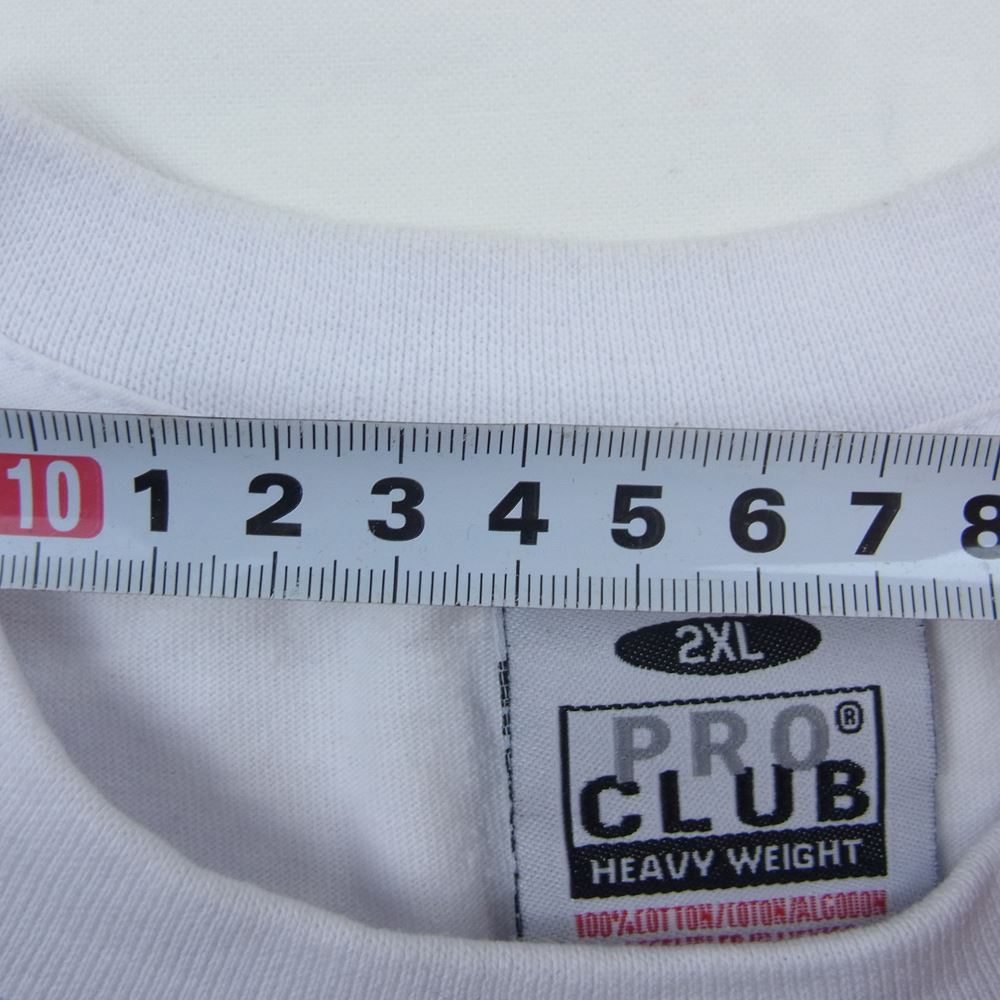 10 1 2 3 4 5 6 7 8
2XL
PRO®
CLUB
HEAVY WEIGHT
100%COTTON/COTON/ALGODON